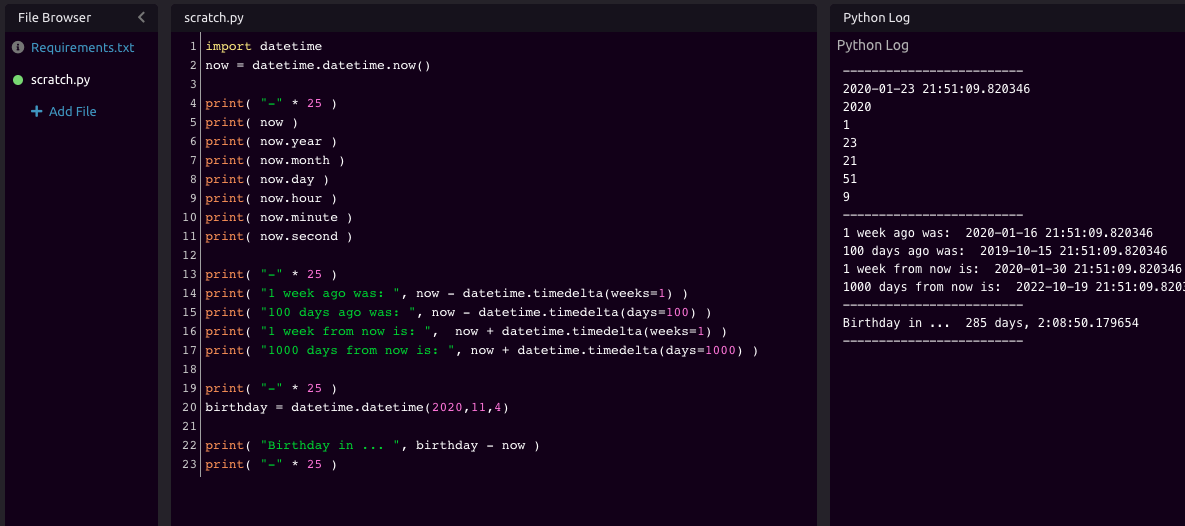 File Browser
Requirements.txt
scratch.py
Add File
scratch.py
1 import datetime
2 now = datetime.datetime.now()
3
4 print( "-" * 25 )
5 print( now )
6 print( now.year )
7 print( now.month )
8 print( now.day )
9 print( now.hour )
10 print( now.minute )
11 print( now.second )
12
13 print( "-" * 25 )
14 print( "1 week ago was: ", now - datetime.timedelta(weeks=1) )
15 print( "100 days ago was: ", now - datetime.timedelta(days=100) )
16 print( "1 week from now is: ",  now + datetime.timedelta(weeks=1) )
17 print( "1000 days from now is: ", now + datetime.timedelta(days=1000) )
18
19 print( "-" * 25 )
20 birthday = datetime.datetime(2020,11,4)
21
22 print( "Birthday in ... ", birthday - now )
23 print( "-" * 25 )
Python Log
Python Log
-------------------------
2020-01-23 21:51:09.820346
2020
1
23
21
51
9
-------------------------
1 week ago was:  2020-01-16 21:51:09.820346
100 days ago was:  2019-10-15 21:51:09.820346
1 week from now is:  2020-01-30 21:51:09.820346
1000 days from now is:  2022-10-19 21:51:09.820
-------------------------
Birthday in ...  285 days, 2:08:50.179654
-------------------------